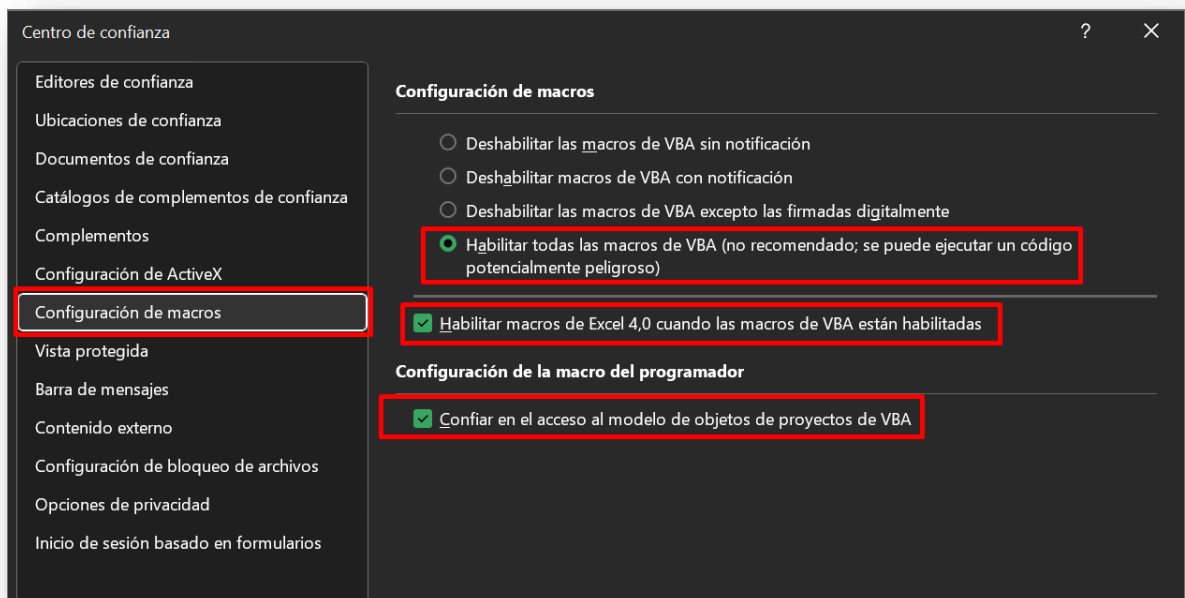 Centro de confianza
?
Editores de confianza
Ubicaciones de confianza
Documentos de confianza
Catálogos de complementos de confianza
Complementos
Configuración de ActiveX
Configuración de macros
Vista protegida
Barra de mensajes
Contenido externo
Configuración de bloqueo de archivos
Opciones de privacidad
Inicio de sesión basado en formularios
Configuración de macros
Deshabilitar las macros de VBA sin notificación
Deshabilitar macros de VBA con notificación
Deshabilitar las macros de VBA excepto las firmadas digitalmente
Habilitar todas las macros de VBA (no recomendado; se puede ejecutar un código
potencialmente peligroso)
Habilitar macros de Excel 4,0 cuando las macros de VBA están habilitadas
Configuración de la macro del programador
Confiar en el acceso al modelo de objetos de proyectos de VBA